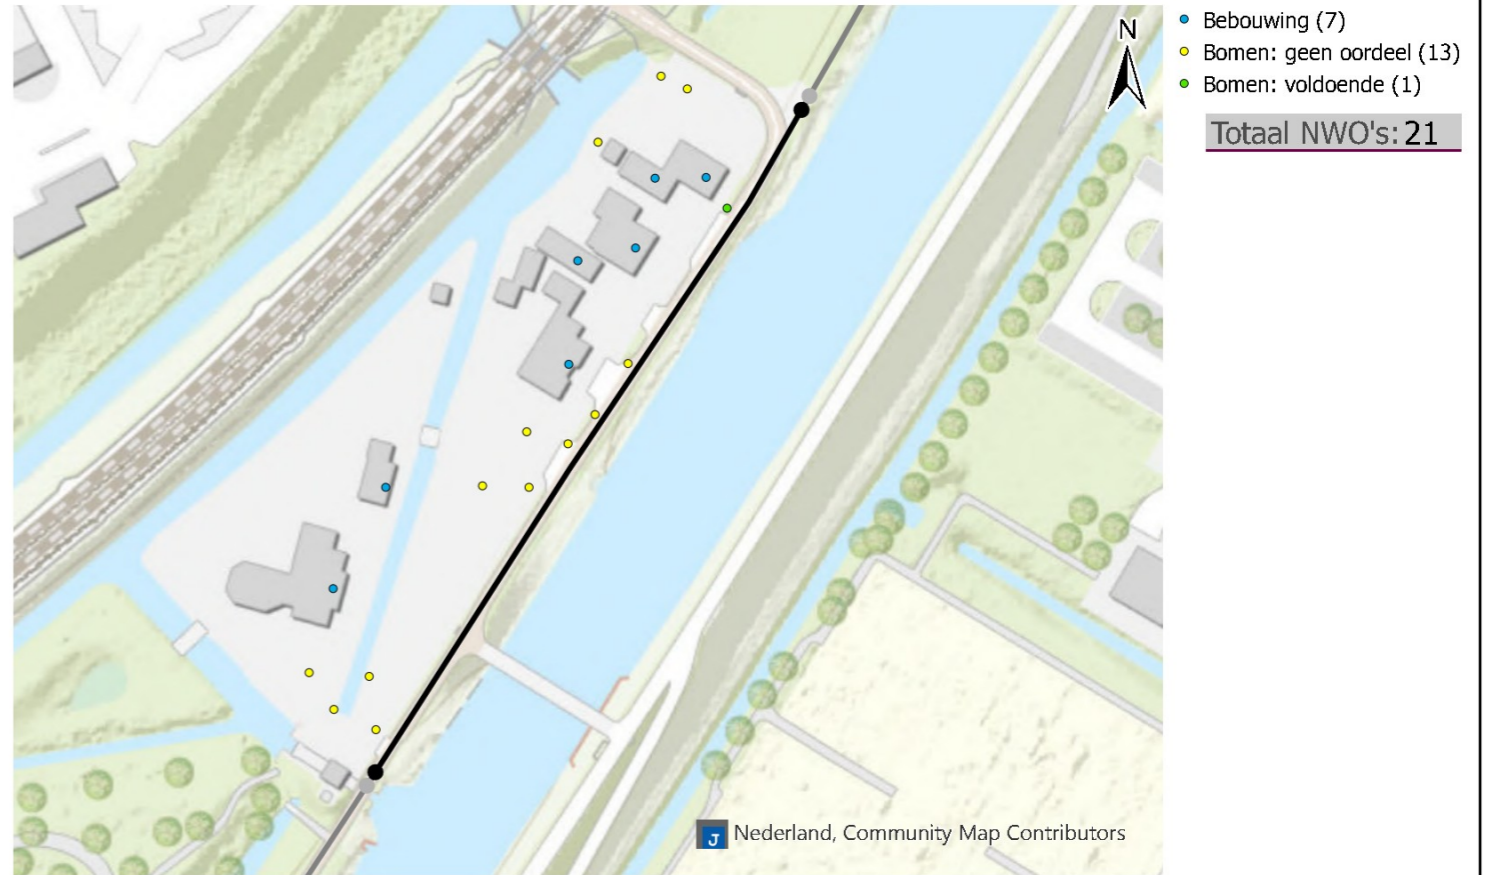 N
Bebouwing (7)
Bomen: geen oordeel (13)
Bomen: voldoende (1)
Totaal NWO's: 21
J Nederland, Community Map Contributors